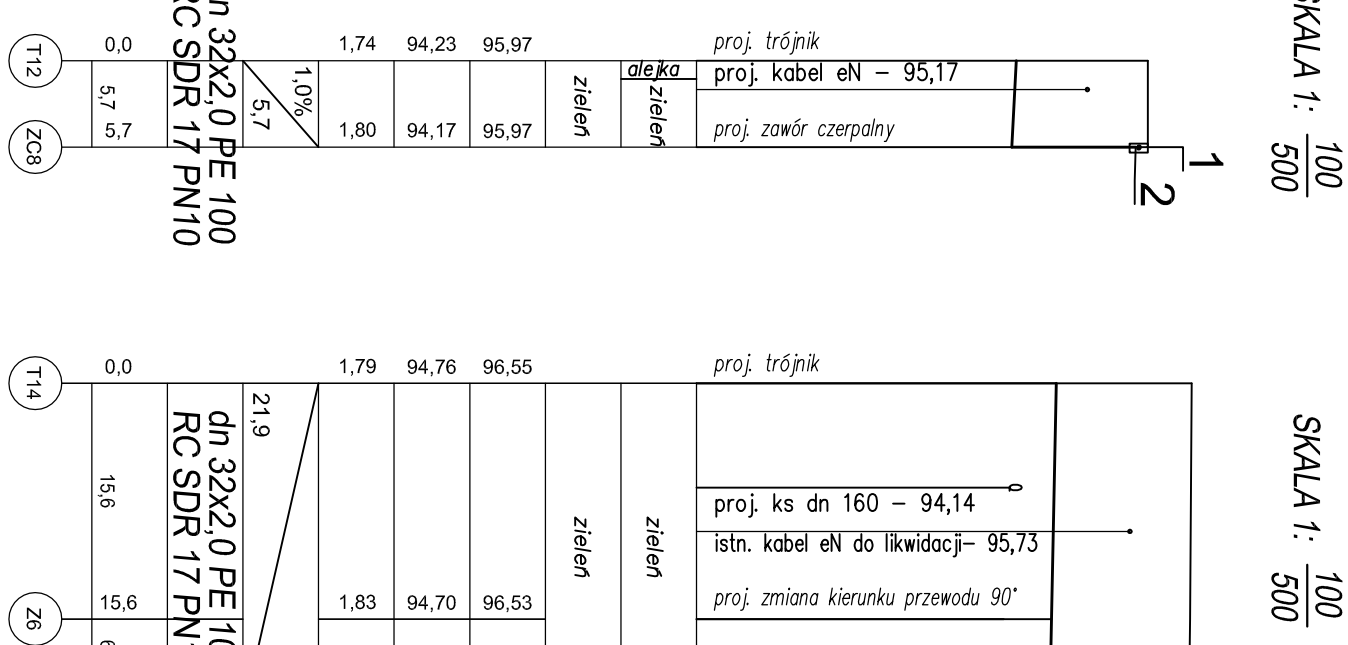 SKALA 1: 100
500
T12
0,0
1,74
94,23
95,97
proj. trójnik
alejka
proj. kabel eN – 95,17
5,7
1,0%
5,7
zieleń
zieleń
ZC8
5,7
1,80
94,17
95,97
proj. zawór czerpalny
1
2
32x2,0 PE 100
RC SDR 17 PN10
SKALA 1: 100
500
T14
0,0
1,79
94,76
96,55
proj. trójnik
21,9
15,6
proj. ks dn 160 – 94,14
istn. kabel eN do likwidacji– 95,73
zieleń
zieleń
Z6
15,6
1,83
94,70
96,53
proj. zmiana kierunku przewodu 90°
dn 32x2,0 PE
RC SDR 17